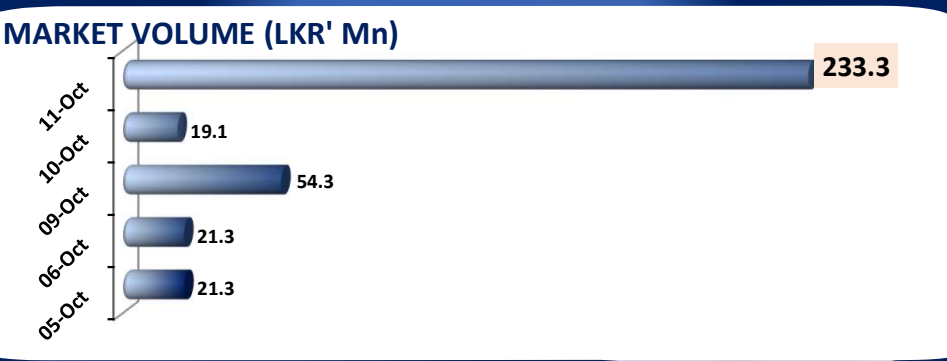 MARKET VOLUME (LKR' Mn)
11-Oct 233.3
10-Oct 19.1
09-Oct 54.3
06-Oct 21.3
05-Oct 21.3